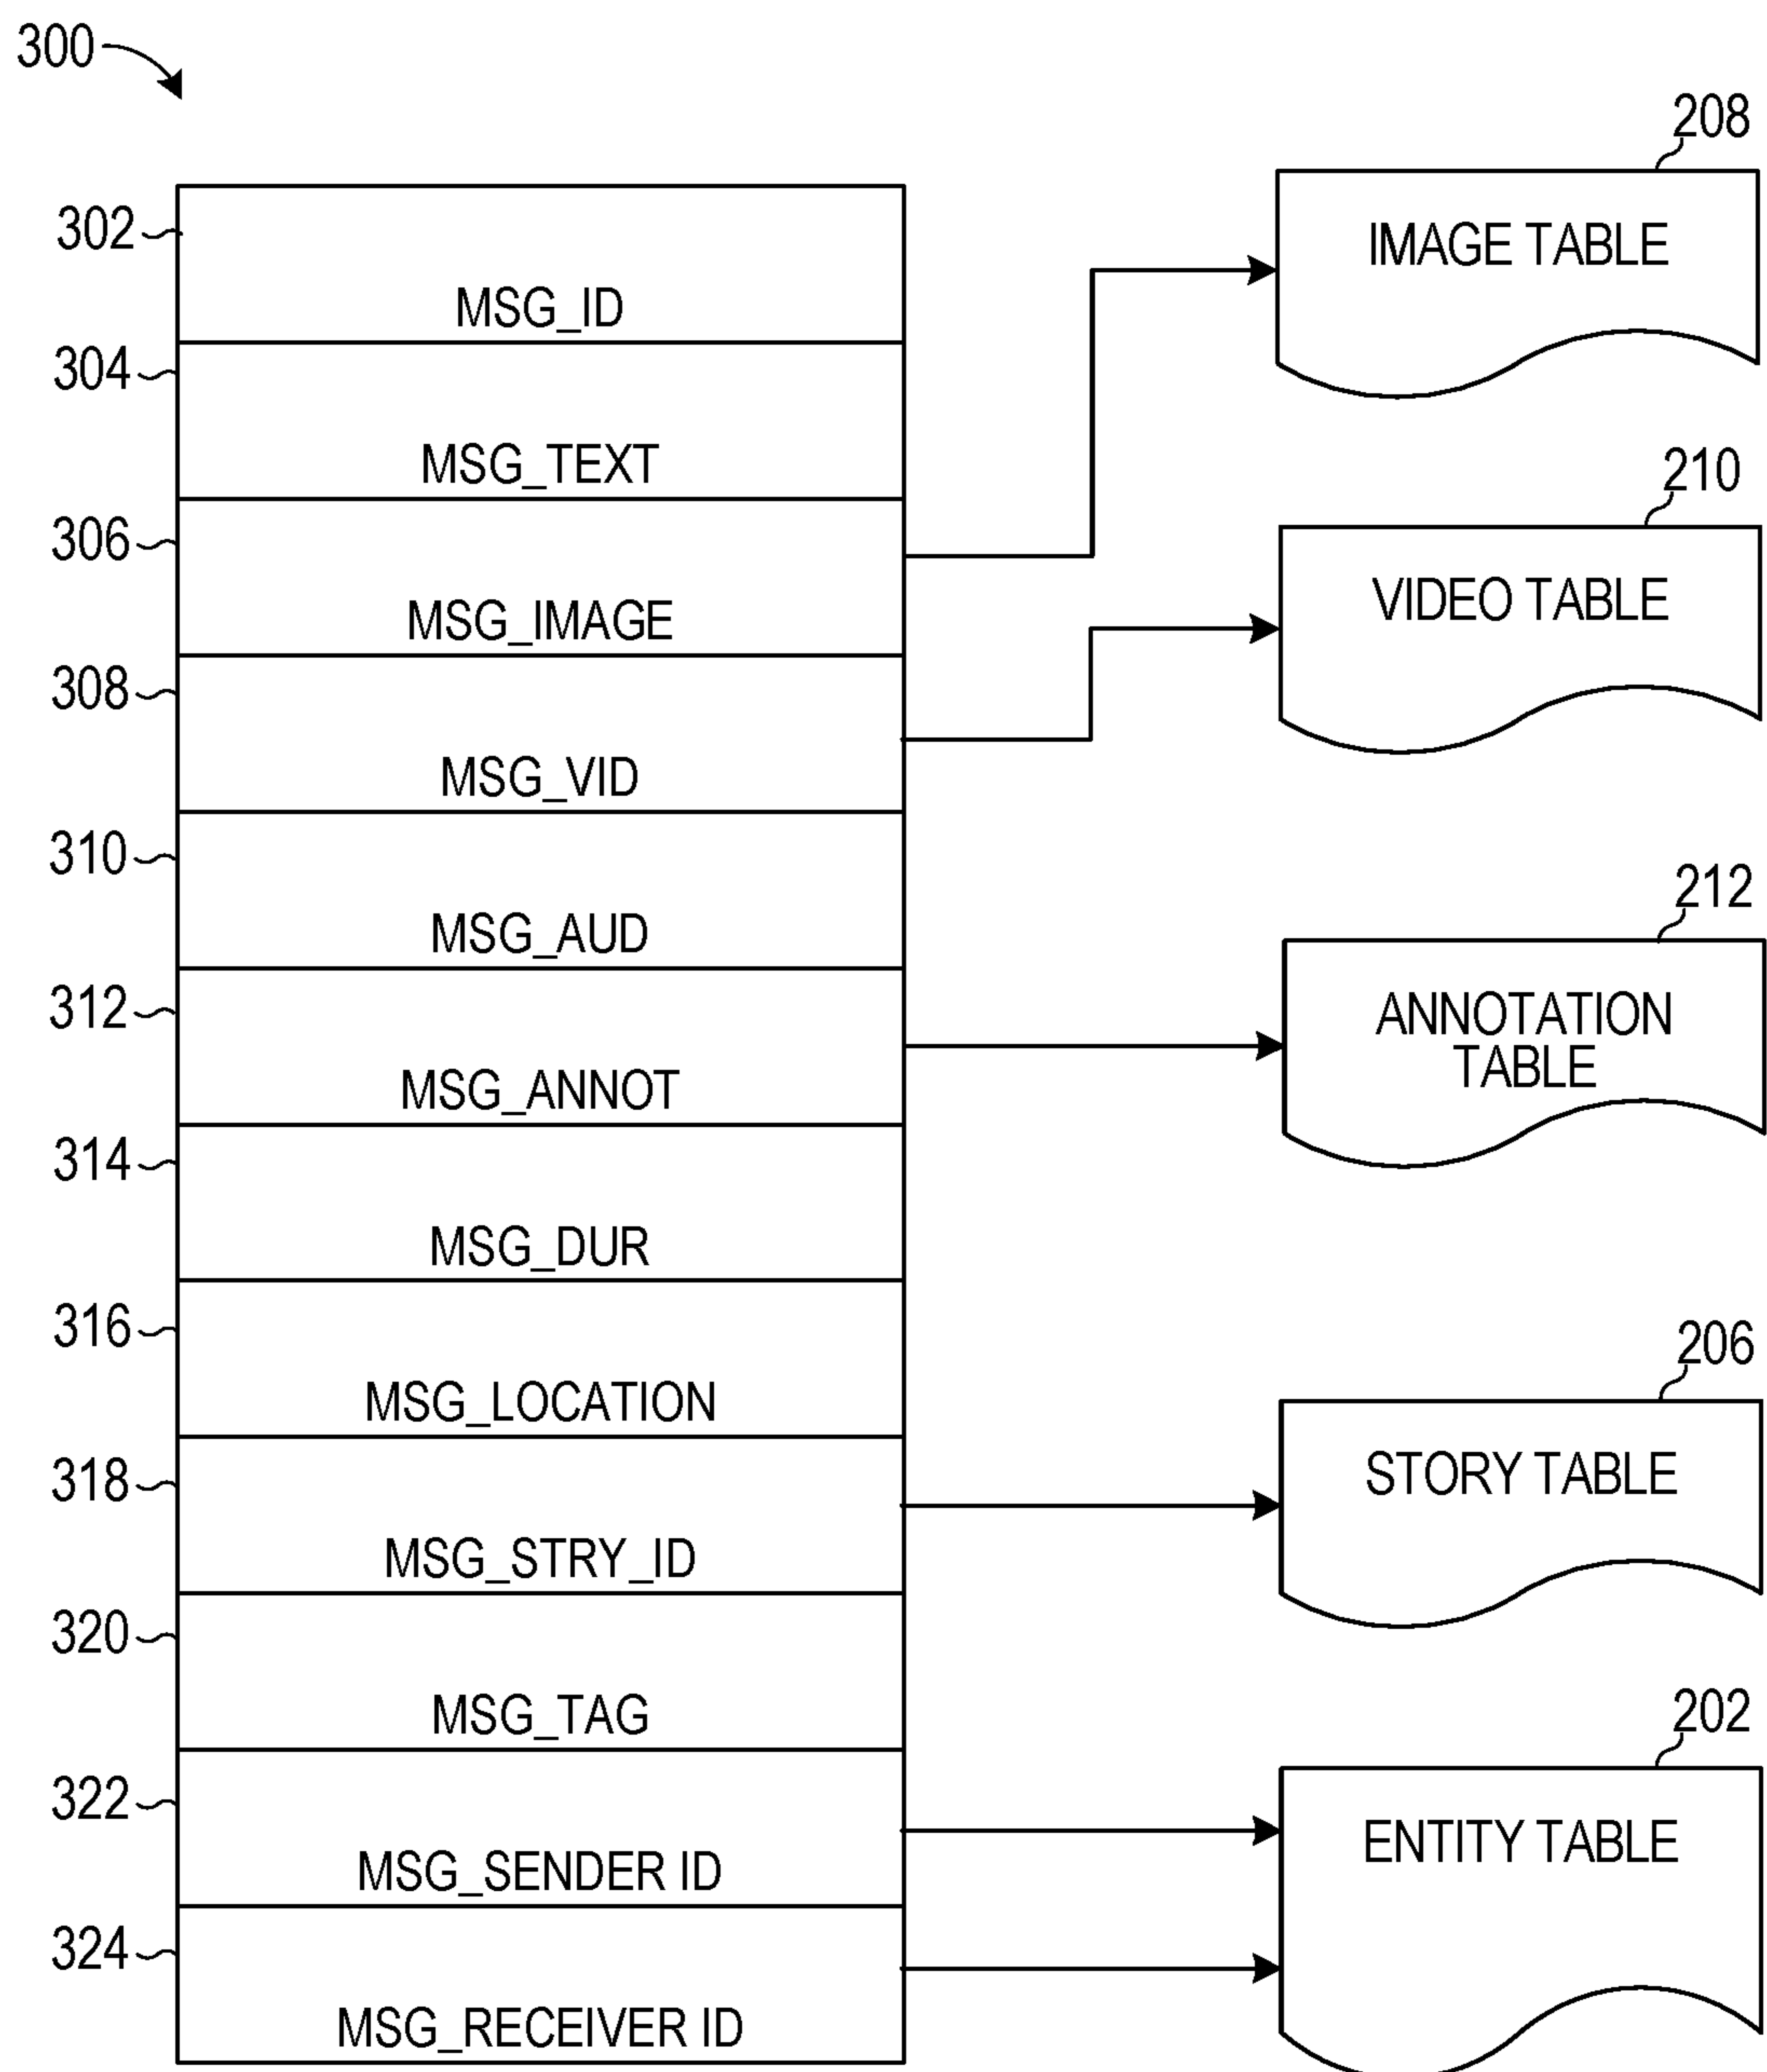 300
302
MSG_ID
304
MSG_TEXT
306
MSG_IMAGE
308
MSG_VID
310
MSG_AUD
312
MSG_ANNOT
314
MSG_DUR
316
MSG_LOCATION
318
MSG_STRY_ID
320
MSG_TAG
322
MSG_SENDER ID
324
MSG_RECEIVER ID
208
IMAGE TABLE
210
VIDEO TABLE
212
ANNOTATION
TABLE
206
STORY TABLE
202
ENTITY TABLE